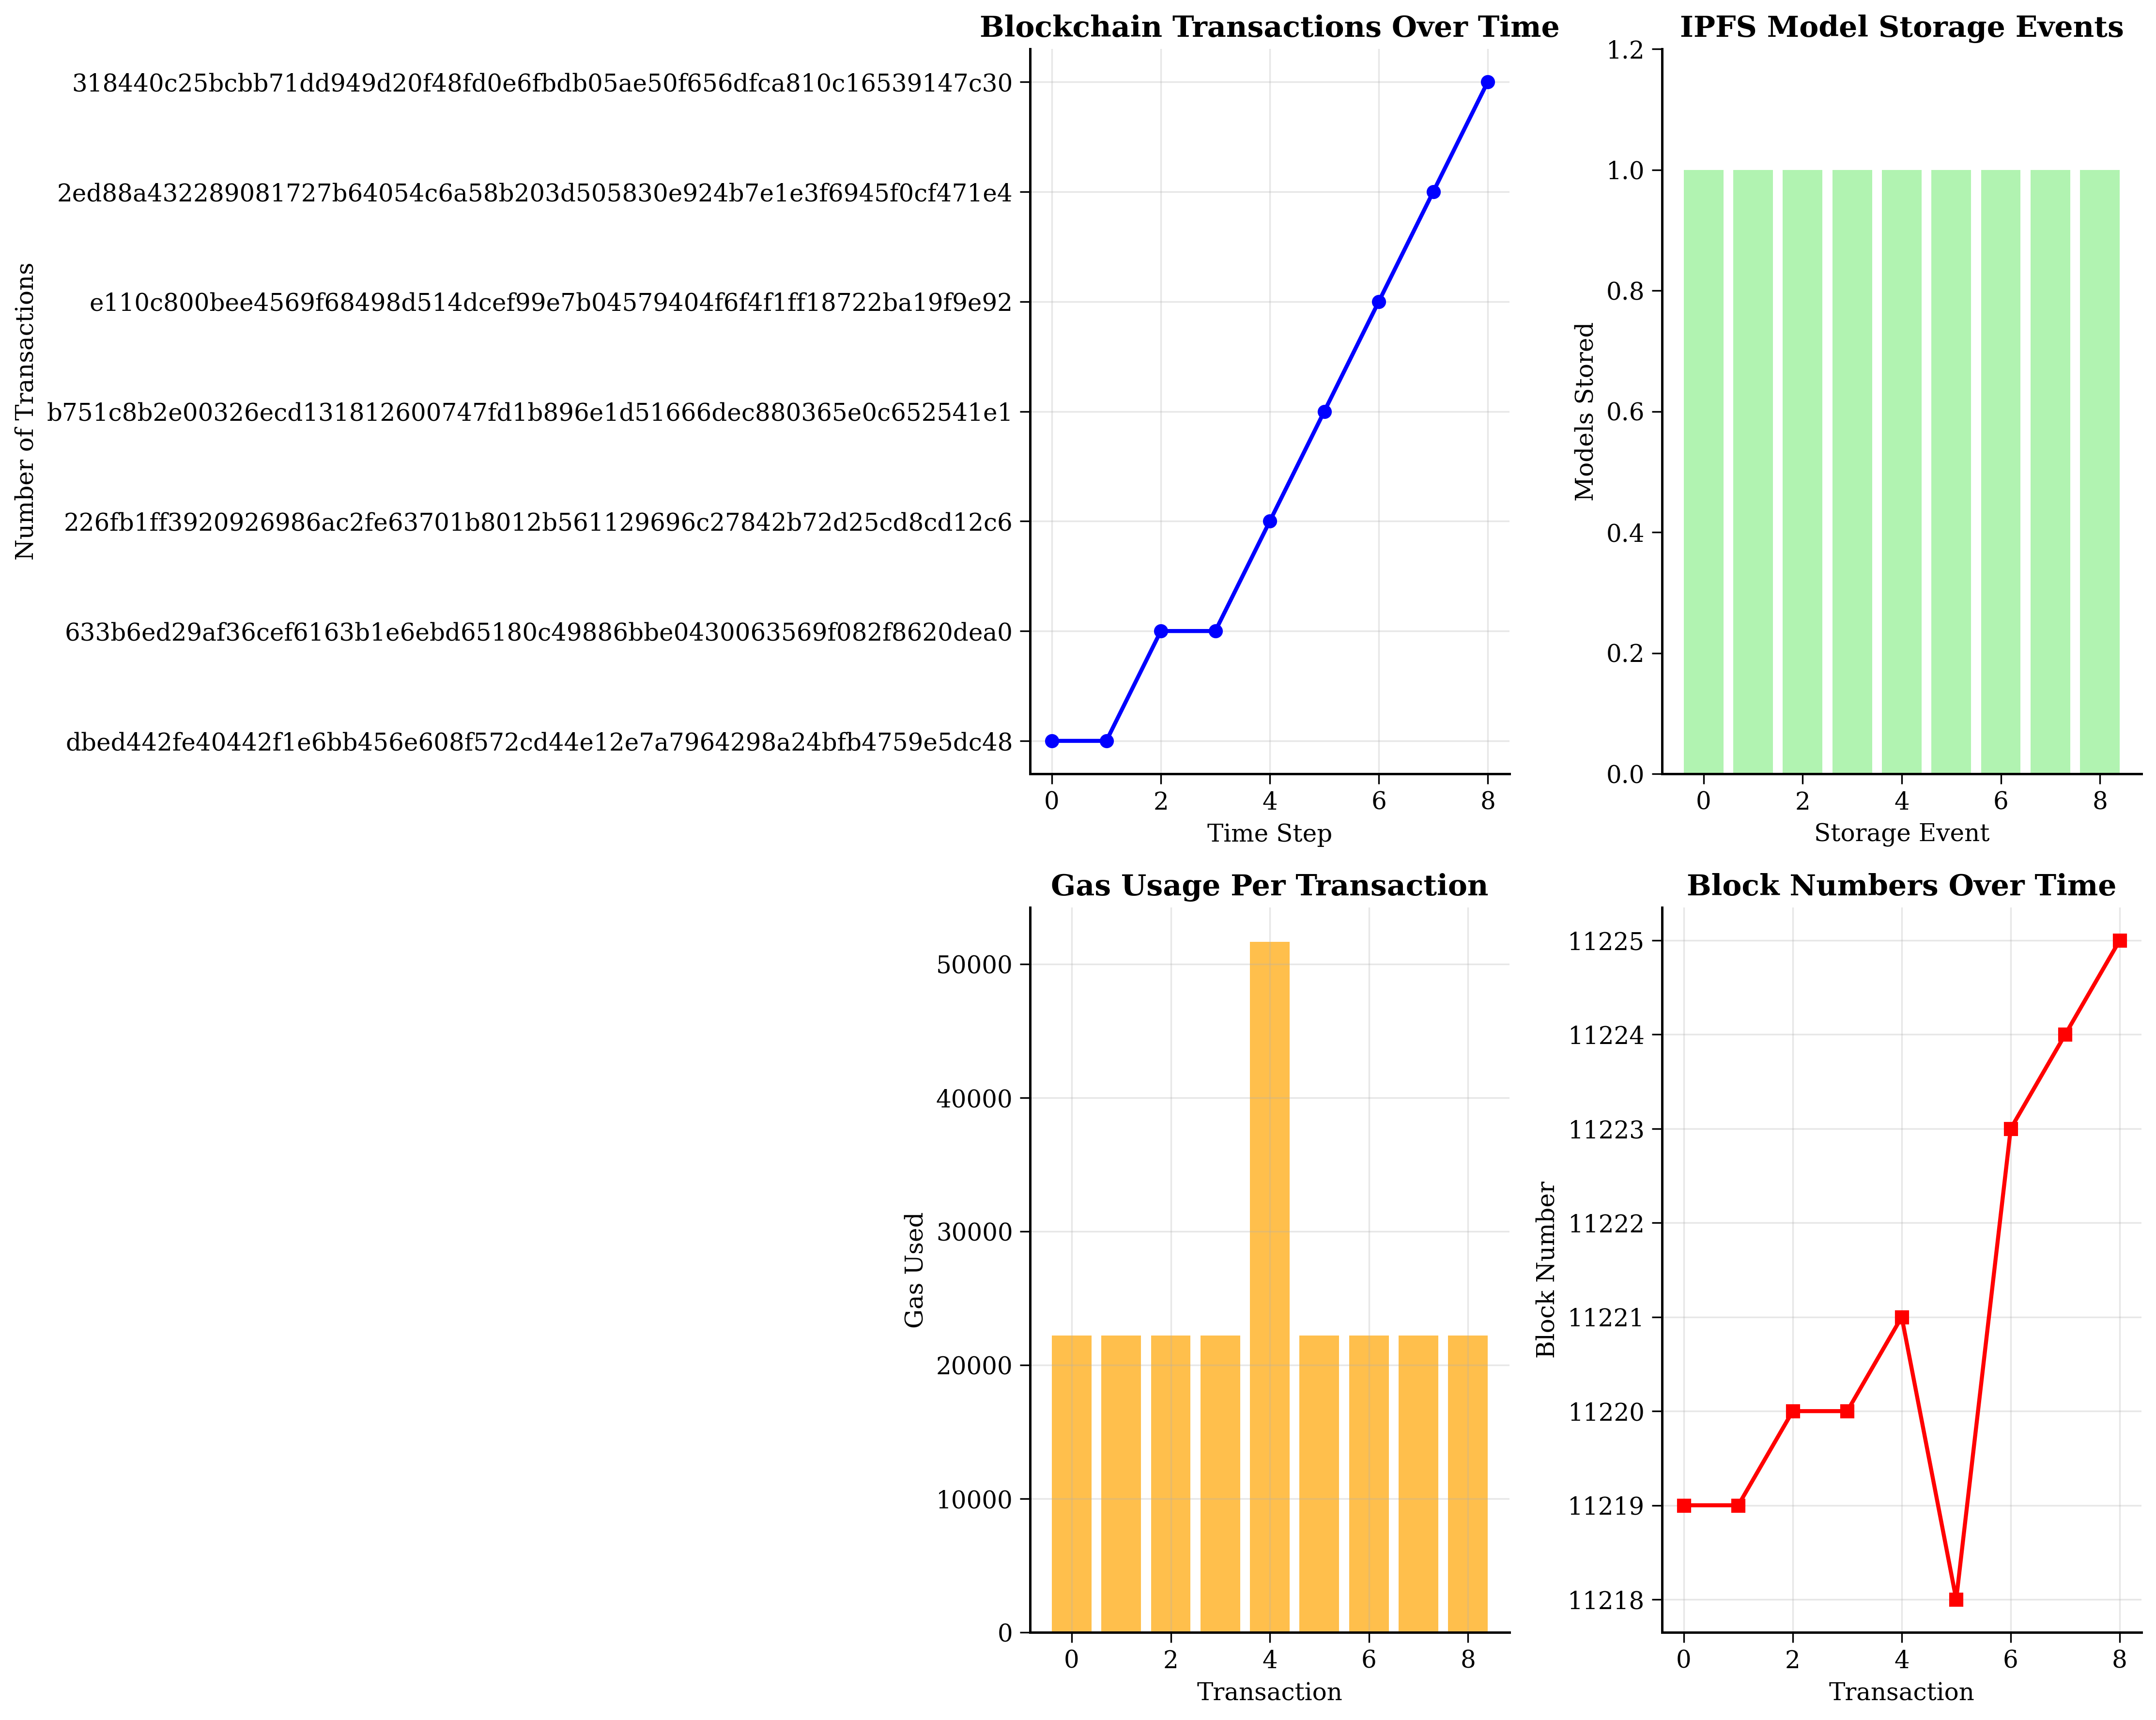 Blockchain Transactions Over Time
Number of Transactions
318440c25bcbb71dd949d20f48fd0e6fbdb05ae50f656dfca810c16539147c30
2ed88a432289081727b64054c6a58b203d505830e924b7e1e3f6945f0cf471e4
e110c800bee4569f68498d514dcef99e7b04579404f6f4f1ff18722ba19f9e92
b751c8b2e00326ecd131812600747fd1b896e1d51666dec880365e0c652541e1
226fb1ff3920926986ac2fe63701b8012b561129696c27842b72d25cd8cd12c6
633b6ed29af36cef6163b1e6ebd65180c49886bbe0430063569f082f8620dea0
dbed442fe40442f1e6bb456e608f572cd44e12e7a7964298a24bfb4759e5dc48
0 2 4 6 8
Time Step
IPFS Model Storage Events
Models Stored
1.2
1.0
0.8
0.6
0.4
0.2
0.0
0 2 4 6 8
Storage Event
Gas Usage Per Transaction
Gas Used
50000
40000
30000
20000
10000
0
0 2 4 6 8
Transaction
Block Numbers Over Time
Block Number
11225
11224
11223
11222
11221
11220
11219
11218
0 2 4 6 8
Transaction